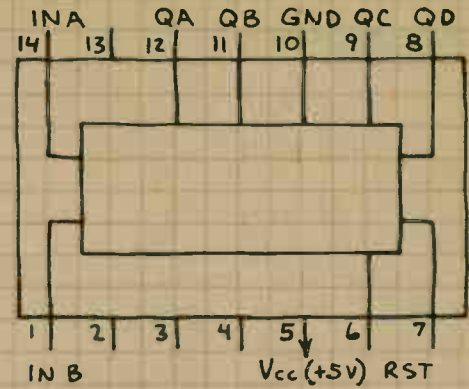 IN A QA QB GND QC QD
14 13 12 11 10 9 8
1 2 3 4 5 6 7
IN B Vcc (+5V) RST